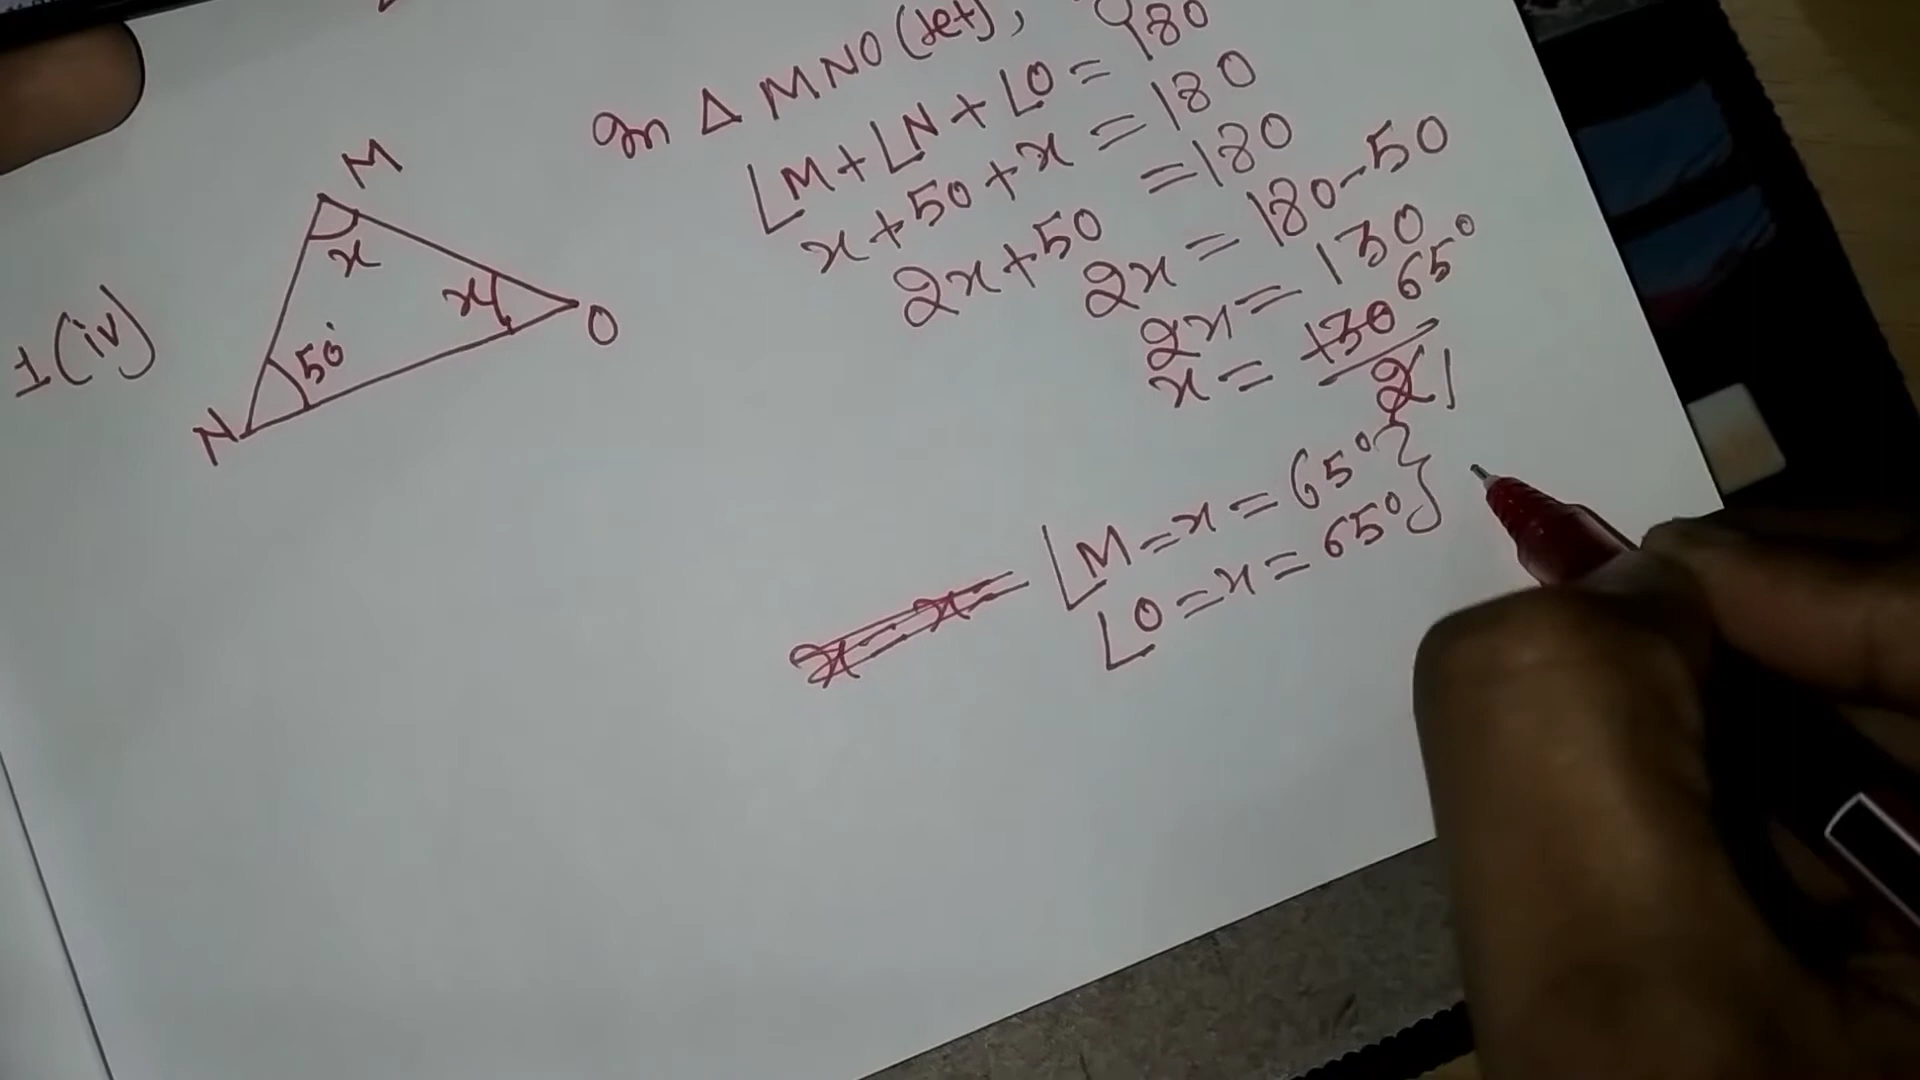 In △ MNO (let),
∟M + ∟N + ∟O = 180
x + 50 + x = 180
2x + 50 = 180
2x = 180 - 50
2x = 130
x = 130/2 65° 1
1(iv)
M
x
x
O
50°
N
∟M = x = 65° }
∟O = x = 65°